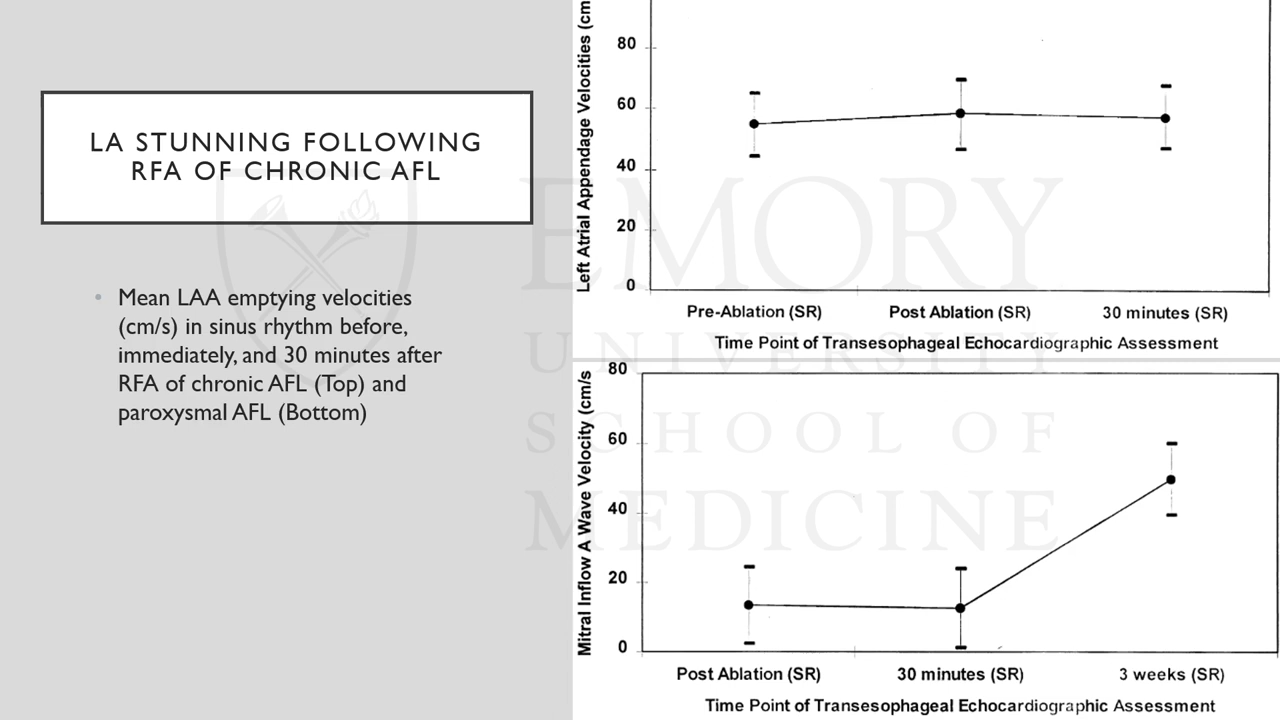 LA STUNNING FOLLOWING
RFA OF CHRONIC AFL
• Mean LAA emptying velocities
(cm/s) in sinus rhythm before,
immediately, and 30 minutes after
RFA of chronic AFL (Top) and
paroxysmal AFL (Bottom)
Left Atrial Appendage Velocities (cm
80
60
40
20
0
Pre-Ablation (SR) Post Ablation (SR) 30 minutes (SR)
Time Point of Transesophageal Echocardiographic Assessment
Mitral Inflow A Wave Velocity (cm/s
80
60
40
20
0
Post Ablation (SR) 30 minutes (SR) 3 weeks (SR)
Time Point of Transesophageal Echocardiographic Assessment
EMORY
UNIVERSITY
SCHOOL OF
MEDICINE